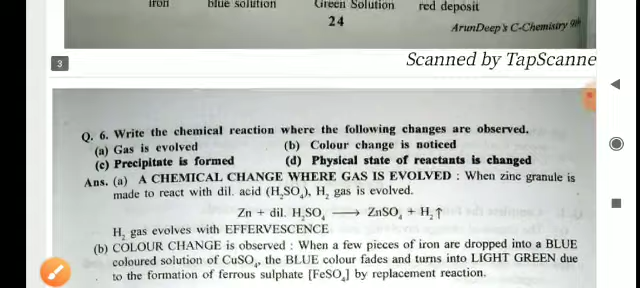 iron blue solution Green Solution red deposit
24
ArunDeep's C-Chemistry 9th
3
Scanned by TapScanne
Q. 6. Write the chemical reaction where the following changes are observed.
(a) Gas is evolved (b) Colour change is noticed
(c) Precipitate is formed (d) Physical state of reactants is changed
Ans. (a) A CHEMICAL CHANGE WHERE GAS IS EVOLVED : When zinc granule is
made to react with dil. acid (H₂SO₄), H₂ gas is evolved.
Zn + dil. H₂SO₄ ⟶ ZnSO₄ + H₂↑
H₂ gas evolves with EFFERVESCENCE
(b) COLOUR CHANGE is observed : When a few pieces of iron are dropped into a BLUE
coloured solution of CuSO₄, the BLUE colour fades and turns into LIGHT GREEN due
to the formation of ferrous sulphate [FeSO₄] by replacement reaction.